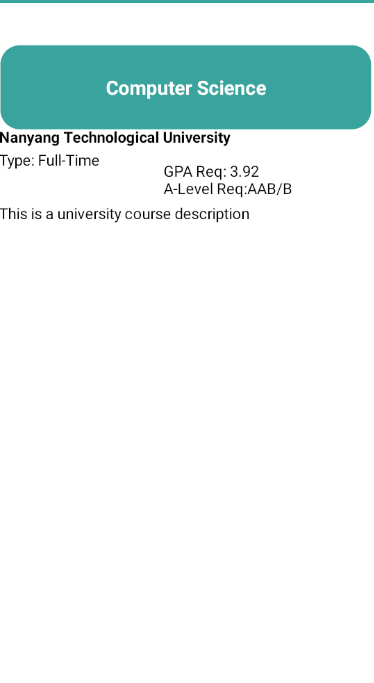 Computer Science
Nanyang Technological University
Type: Full-Time
GPA Req: 3.92
A-Level Req:AAB/B
This is a university course description